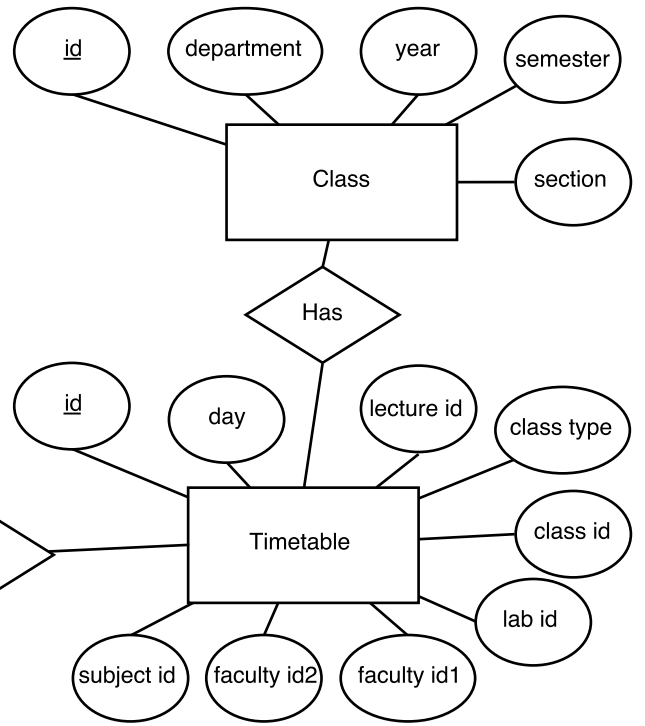 id
department
year
semester
Class
section
Has
id
day
lecture id
class type
Timetable
class id
lab id
subject id
faculty id2
faculty id1